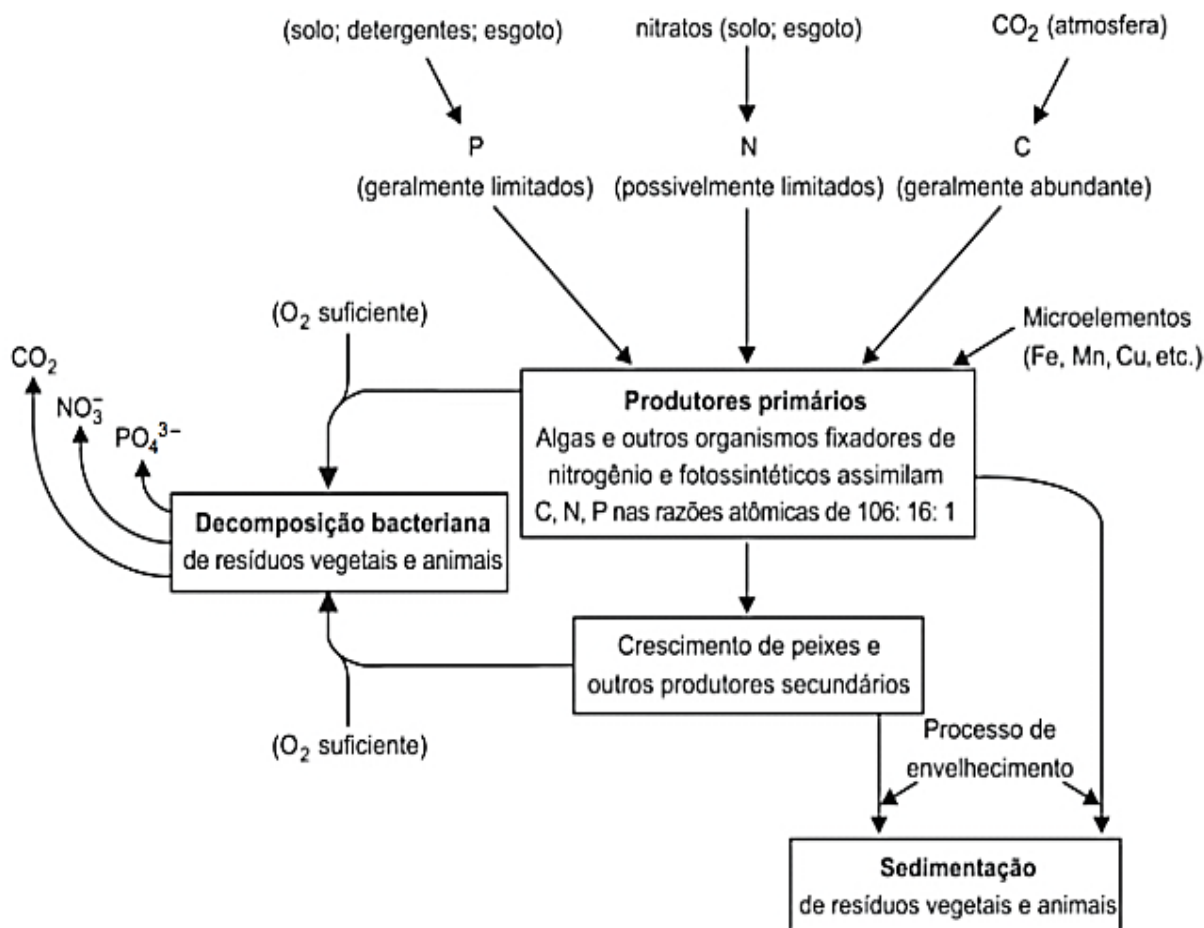 (solo; detergentes; esgoto)
nitratos (solo; esgoto)
CO₂ (atmosfera)
P
(geralmente limitados)
N
(possivelmente limitados)
C
(geralmente abundante)
(O₂ suficiente)
Microelementos
(Fe, Mn, Cu, etc.)
CO₂
NO₃⁻
PO₄³⁻
Produtores primários
Algas e outros organismos fixadores de
nitrogênio e fotossintéticos assimilam
C, N, P nas razões atômicas de 106: 16: 1
Decomposição bacteriana
de resíduos vegetais e animais
Crescimento de peixes e
outros produtores secundários
(O₂ suficiente)
Processo de
envelhecimento
Sedimentação
de resíduos vegetais e animais